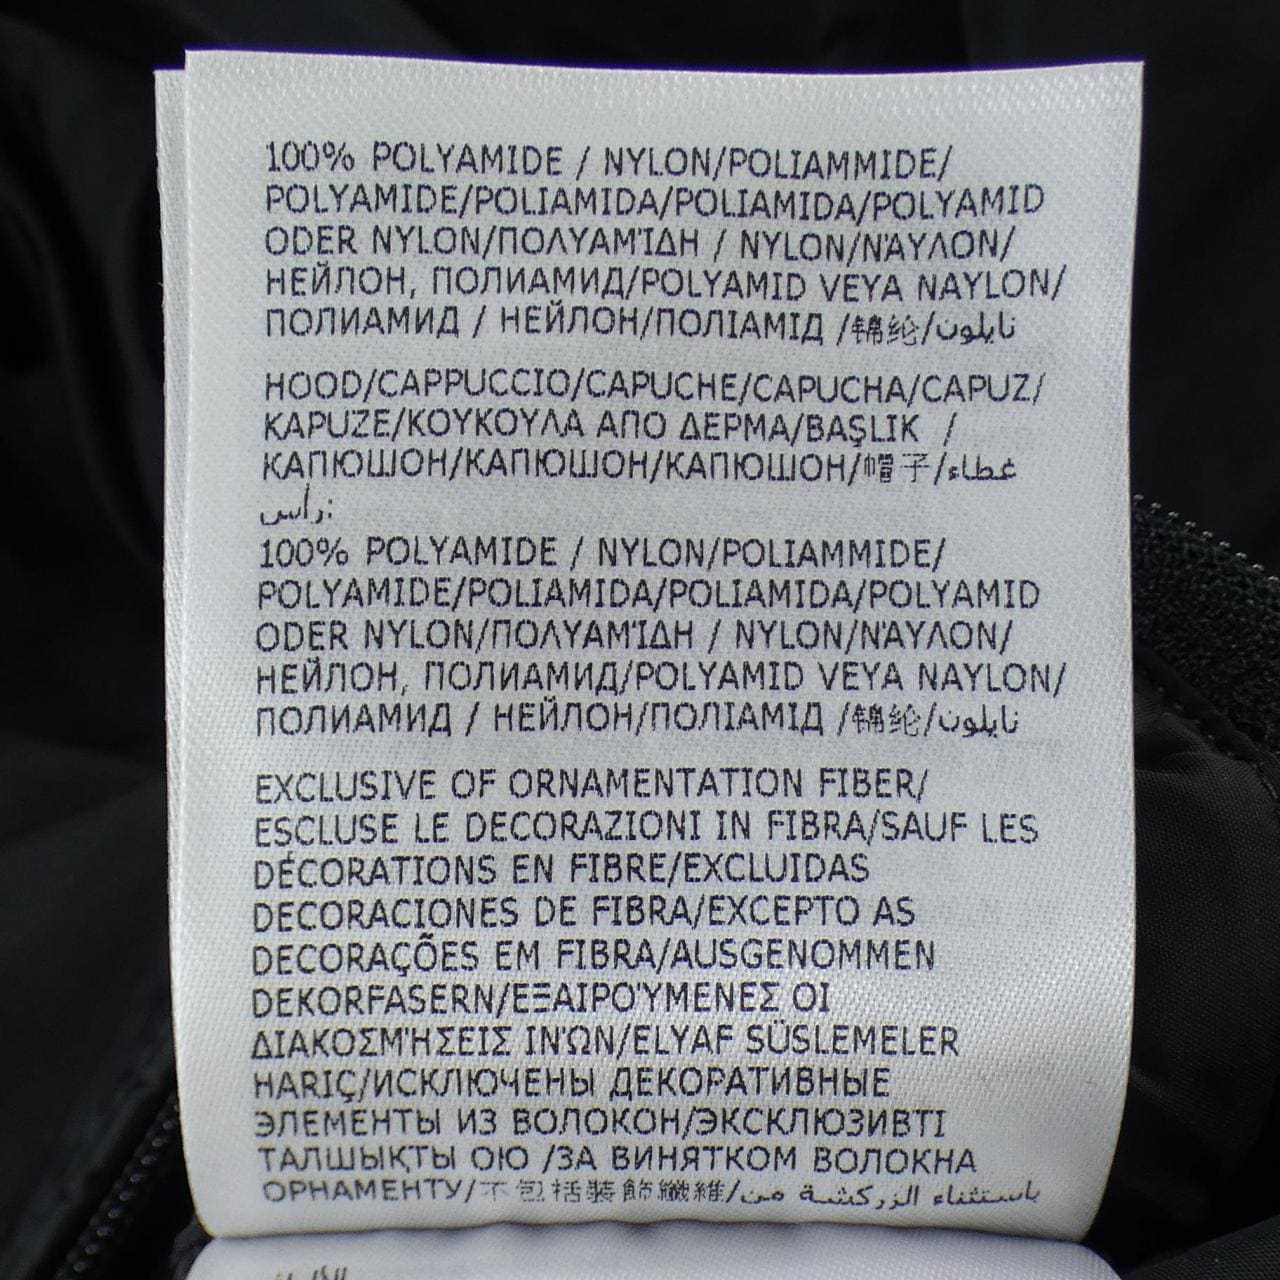 100% POLYAMIDE / NYLON/POLIAMMIDE/
POLYAMIDE/POLIAMIDA/POLIAMIDA/POLYAMID
ODER NYLON/ΠΟΛΥΑΜΊΔΗ / NYLON/ΝΆΥΛΟΝ/
НЕЙЛОН, ПОЛИАМИД/POLYAMID VEYA NAYLON/
ПОЛИАМИД / НЕЙЛОН/ПОЛІАМІД /锦纶/نايلون
HOOD/CAPPUCCIO/CAPUCHE/CAPUCHA/CAPUZ/
KAPUZE/ΚΟΥΚΟΥΛΑ ΑΠΟ ΔΕΡΜΑ/BAŞLIK /
КАПЮШОН/КАПЮШОН/КАПЮШОН/帽子/غطاء
رأس:
100% POLYAMIDE / NYLON/POLIAMMIDE/
POLYAMIDE/POLIAMIDA/POLIAMIDA/POLYAMID
ODER NYLON/ΠΟΛΥΑΜΊΔΗ / NYLON/ΝΆΥΛΟΝ/
НЕЙЛОН, ПОЛИАМИД/POLYAMID VEYA NAYLON/
ПОЛИАМИД / НЕЙЛОН/ПОЛІАМІД /锦纶/نايلون
EXCLUSIVE OF ORNAMENTATION FIBER/
ESCLUSE LE DECORAZIONI IN FIBRA/SAUF LES
DÉCORATIONS EN FIBRE/EXCLUIDAS
DECORACIONES DE FIBRA/EXCEPTO AS
DECORAÇÕES EM FIBRA/AUSGENOMMEN
DEKORFASERN/ΕΞΑΙΡΟΎΜΕΝΕΣ ΟΙ
ΔΙΑΚΟΣΜΉΣΕΙΣ ΙΝΏΝ/ELYAF SÜSLEMELER
HARIÇ/ИСКЛЮЧЕНЫ ДЕКОРАТИВНЫЕ
ЭЛЕМЕНТЫ ИЗ ВОЛОКОН/ЭКСКЛЮЗИВТІ
ТАЛШЫҚТЫ ОЮ /ЗА ВИНЯТКОМ ВОЛОКНА
ОРНАМЕНТУ/不包括裝飾纖維/باستثناء الزركشة من